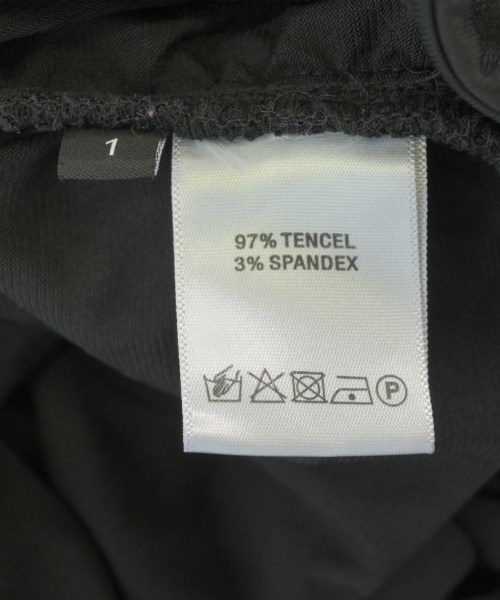 1
97% TENCEL
3% SPANDEX
P